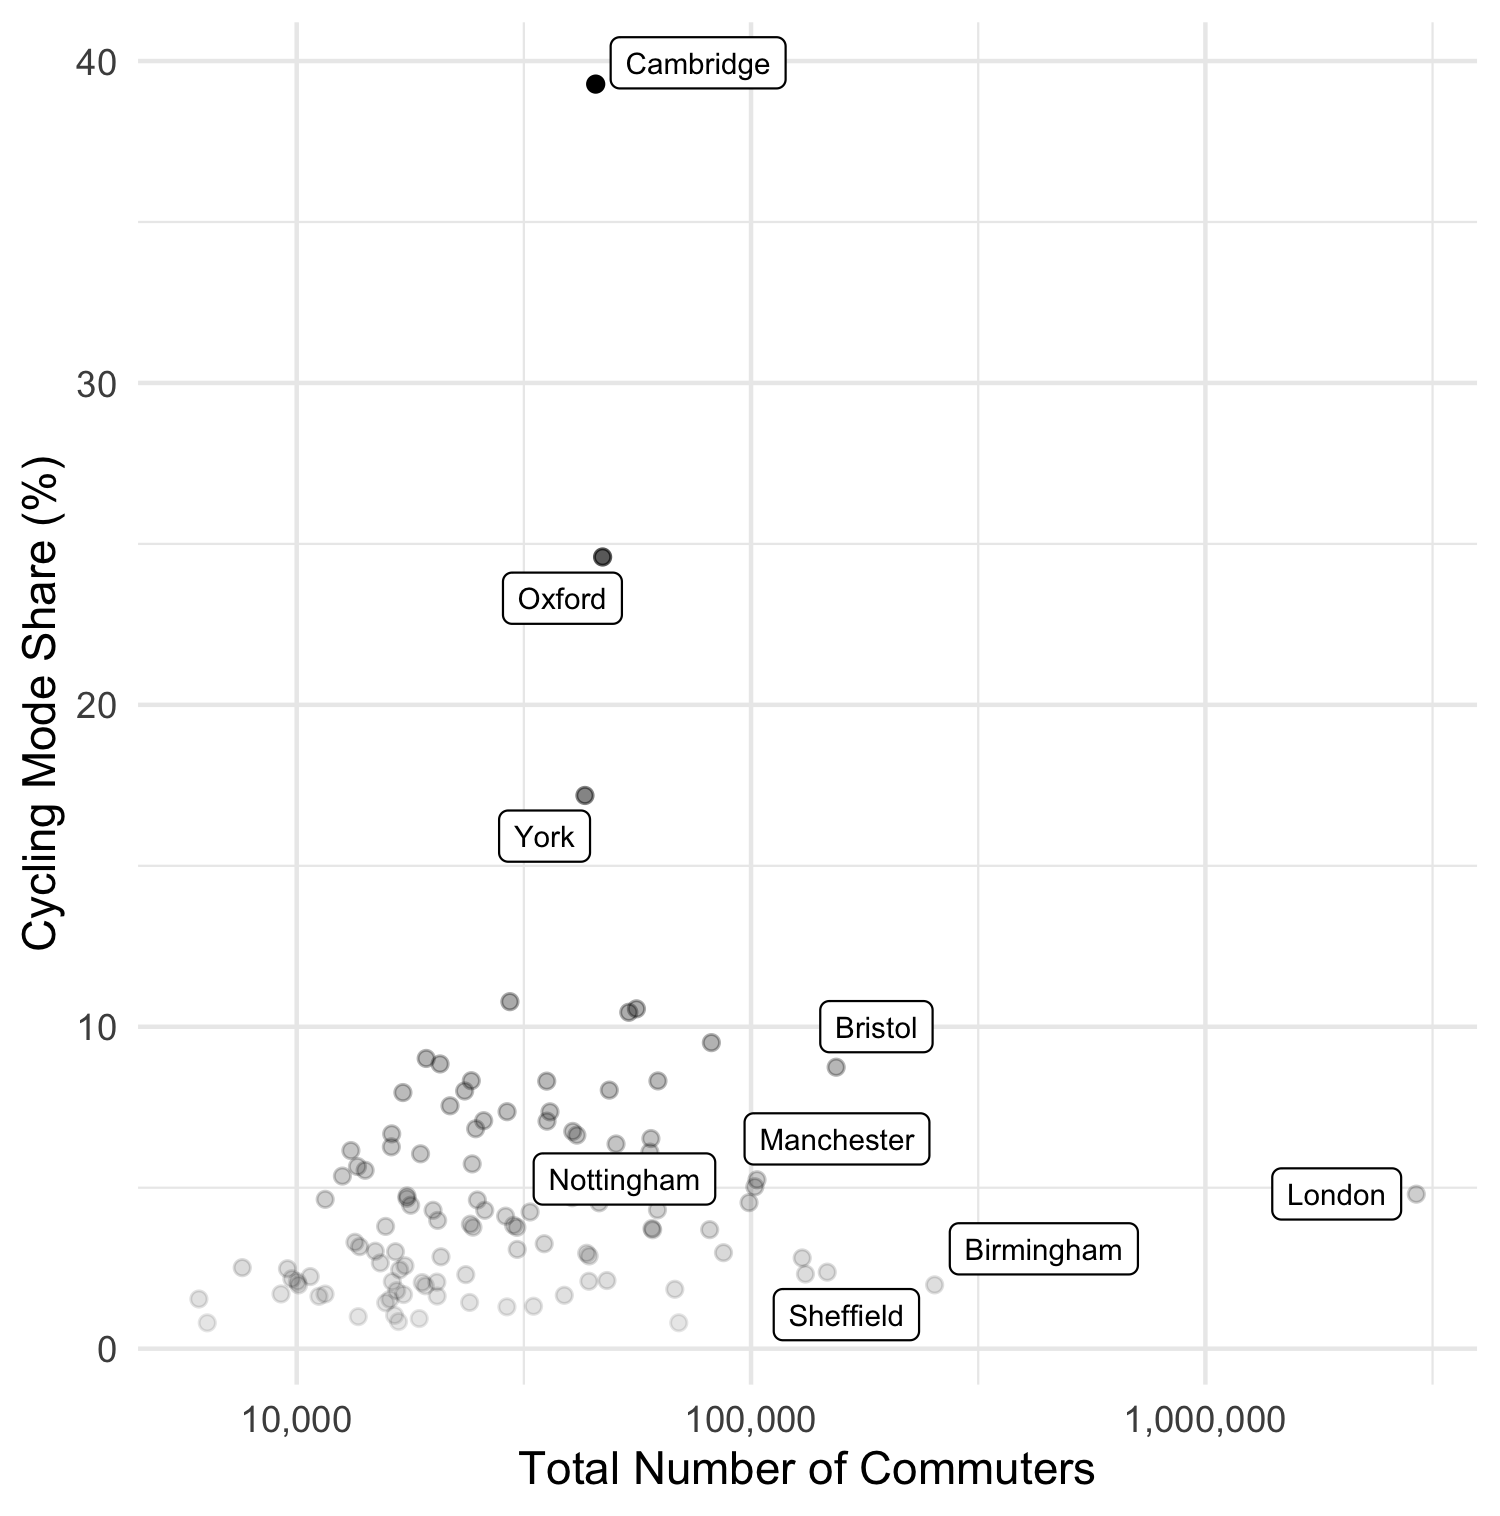 40
Cambridge
30
Oxford
20
York
10
Bristol
Manchester
Nottingham
London
Birmingham
Sheffield
0
10,000
100,000
1,000,000
Total Number of Commuters
Cycling Mode Share (%)